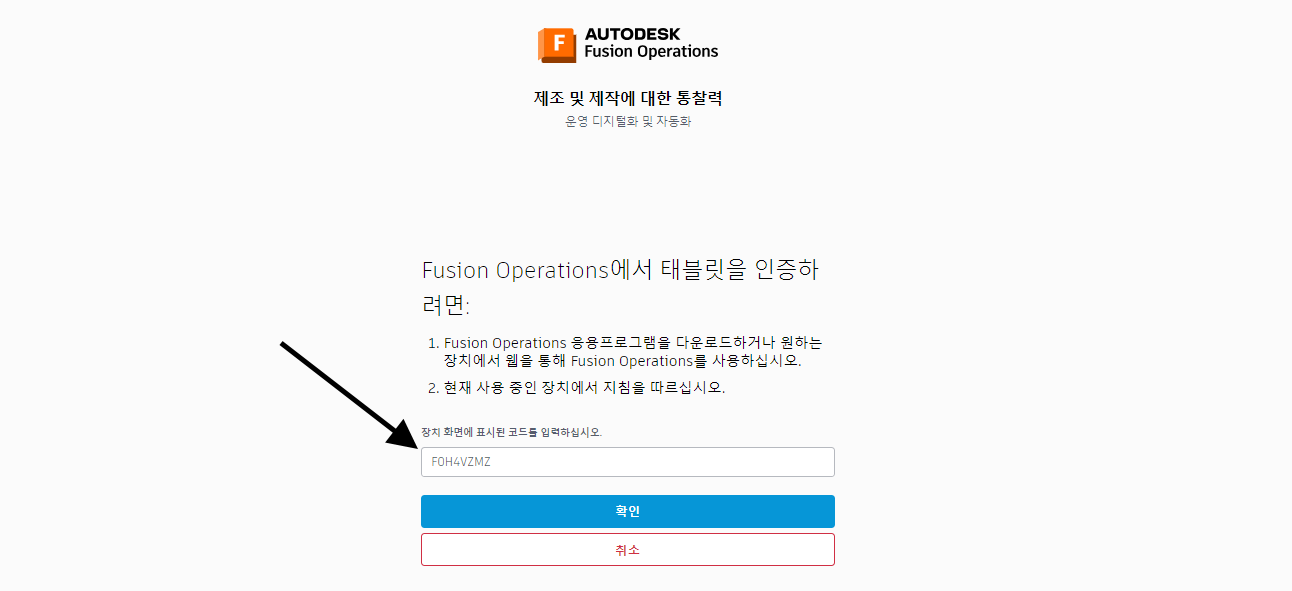 F
AUTODESK
Fusion Operations
제조 및 제작에 대한 통찰력
운영 디지털화 및 자동화
Fusion Operations에서 태블릿을 인증하
려면:
1. Fusion Operations 응용프로그램을 다운로드하거나 원하는
장치에서 웹을 통해 Fusion Operations를 사용하십시오.
2. 현재 사용 중인 장치에서 지침을 따르십시오.
장치 화면에 표시된 코드를 입력하십시오.
F0H4VZMZ
확인
취소